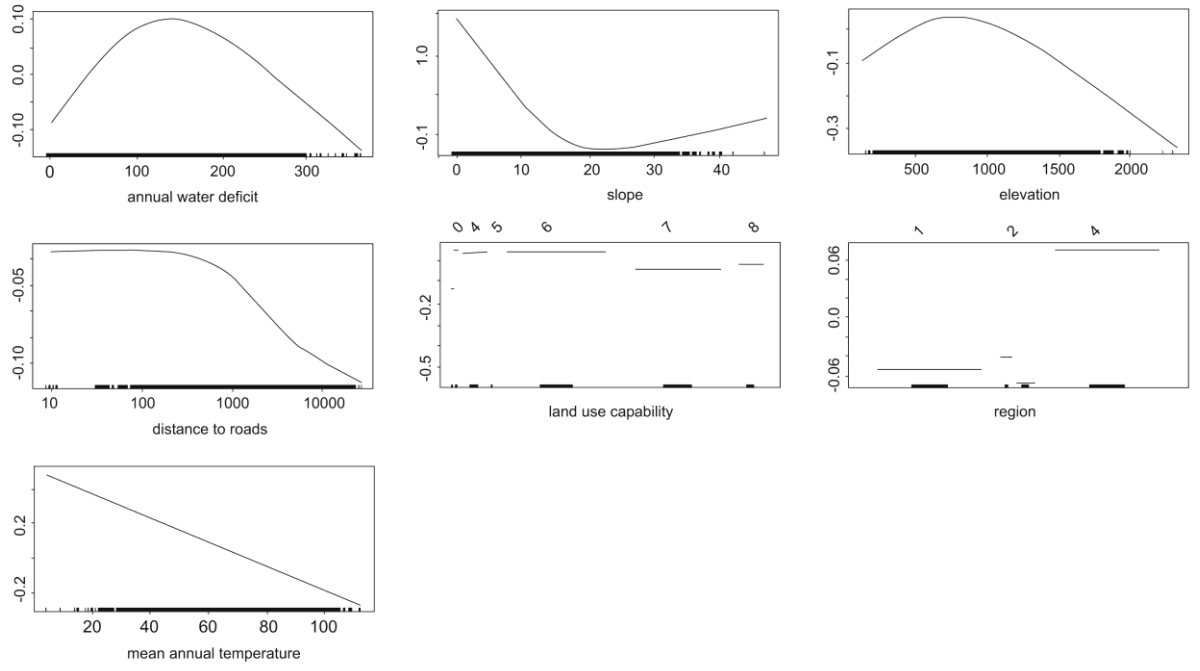 0.10
0.0
-0.10
0 100 200 300
annual water deficit
1.0
-0.1
0 10 20 30 40
slope
-0.1
-0.3
500 1000 1500 2000
elevation
-0.05
-0.10
10 100 1000 10000
distance to roads
0 4 5 6 7 8
-0.2
-0.5
land use capability
1 2 4
0.06
0.0
-0.06
region
0.2
-0.2
20 40 60 80 100
mean annual temperature